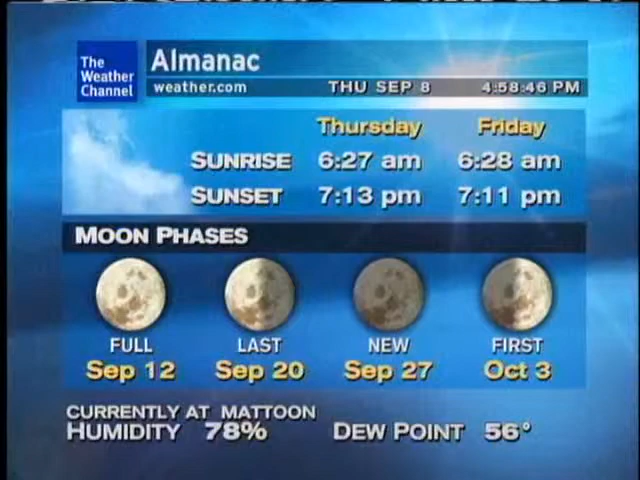 The
Weather
Channel
Almanac
weather.com THU SEP 8 4:58:46 PM
Thursday Friday
SUNRISE 6:27 am 6:28 am
SUNSET 7:13 pm 7:11 pm
MOON PHASES
FULL LAST NEW FIRST
Sep 12 Sep 20 Sep 27 Oct 3
CURRENTLY AT MATTOON
HUMIDITY 78% DEW POINT 56°